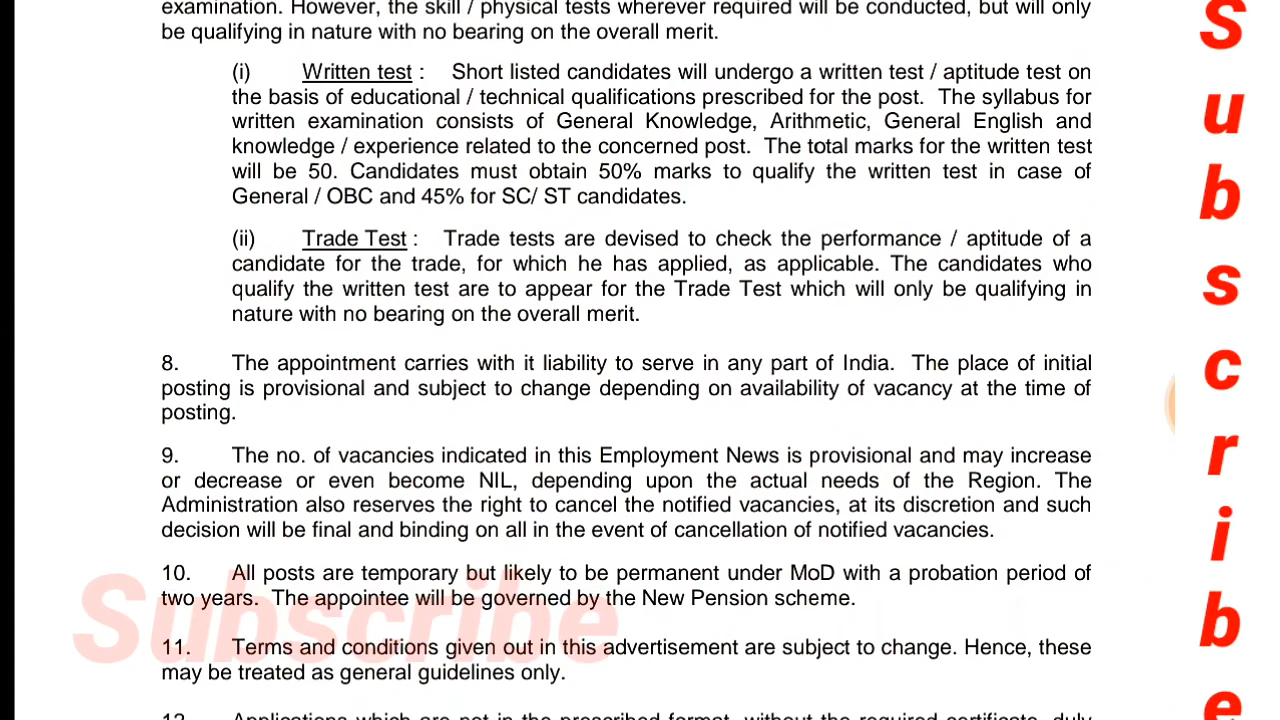 examination. However, the skill / physical tests wherever required will be conducted, but will only
be qualifying in nature with no bearing on the overall merit.
(i) Written test : Short listed candidates will undergo a written test / aptitude test on
the basis of educational / technical qualifications prescribed for the post. The syllabus for
written examination consists of General Knowledge, Arithmetic, General English and
knowledge / experience related to the concerned post. The total marks for the written test
will be 50. Candidates must obtain 50% marks to qualify the written test in case of
General / OBC and 45% for SC/ ST candidates.
(ii) Trade Test : Trade tests are devised to check the performance / aptitude of a
candidate for the trade, for which he has applied, as applicable. The candidates who
qualify the written test are to appear for the Trade Test which will only be qualifying in
nature with no bearing on the overall merit.
8. The appointment carries with it liability to serve in any part of India. The place of initial
posting is provisional and subject to change depending on availability of vacancy at the time of
posting.
9. The no. of vacancies indicated in this Employment News is provisional and may increase
or decrease or even become NIL, depending upon the actual needs of the Region. The
Administration also reserves the right to cancel the notified vacancies, at its discretion and such
decision will be final and binding on all in the event of cancellation of notified vacancies.
10. All posts are temporary but likely to be permanent under MoD with a probation period of
two years. The appointee will be governed by the New Pension scheme.
11. Terms and conditions given out in this advertisement are subject to change. Hence, these
may be treated as general guidelines only.
12. Applications which are not in the prescribed format, without the required certificate, duly
Subscribe
Subscribe